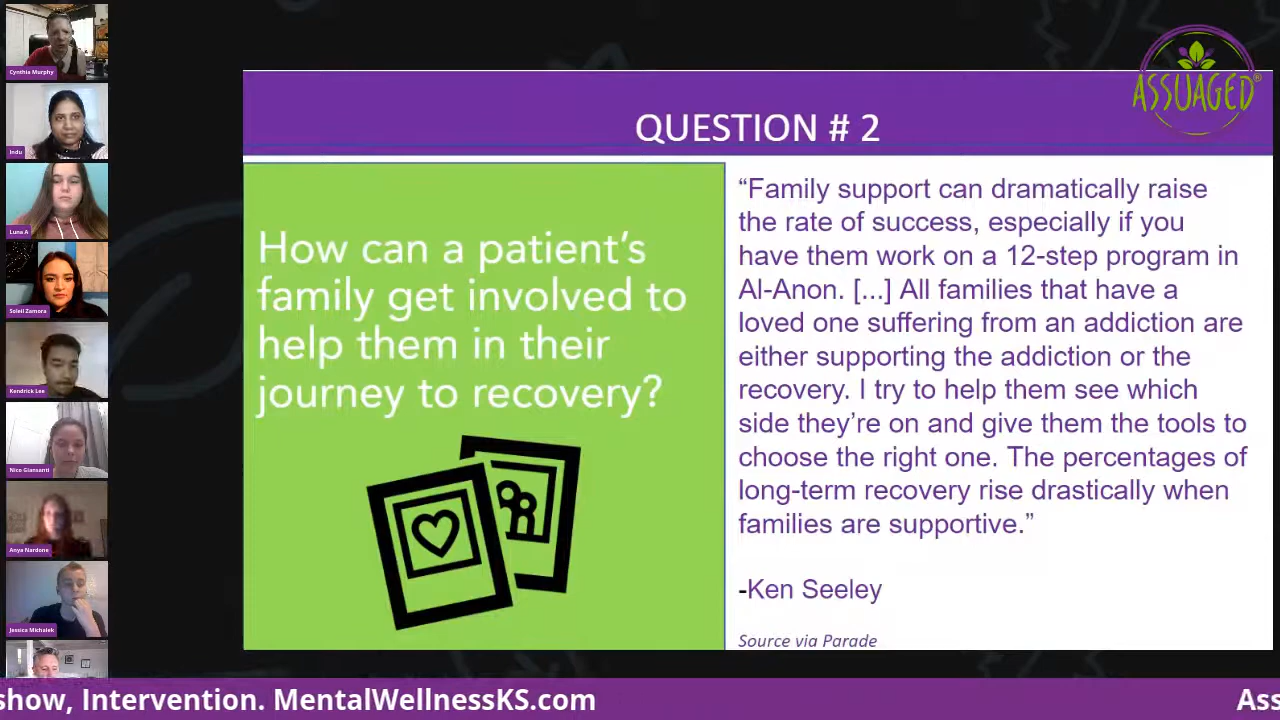 Cynthia Murphy
Indu
Luna A
Soleil Zamora
Kendrick Lee
Nico Giansanti
Anya Nardone
Jessica Michalek
ASSUAGED®
QUESTION # 2
How can a patient’s
family get involved to
help them in their
journey to recovery?
“Family support can dramatically raise
the rate of success, especially if you
have them work on a 12-step program in
Al-Anon. [...] All families that have a
loved one suffering from an addiction are
either supporting the addiction or the
recovery. I try to help them see which
side they’re on and give them the tools to
choose the right one. The percentages of
long-term recovery rise drastically when
families are supportive.”
-Ken Seeley
Source via Parade
show, Intervention. MentalWellnessKS.com
Ass